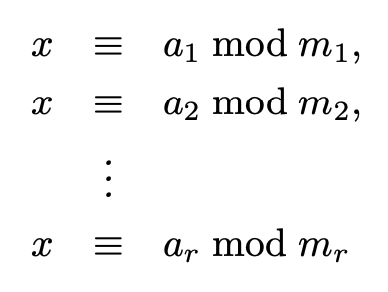 x ≡ a₁ mod m₁,
x ≡ a₂ mod m₂,
⋮
x ≡ aᵣ mod mᵣ